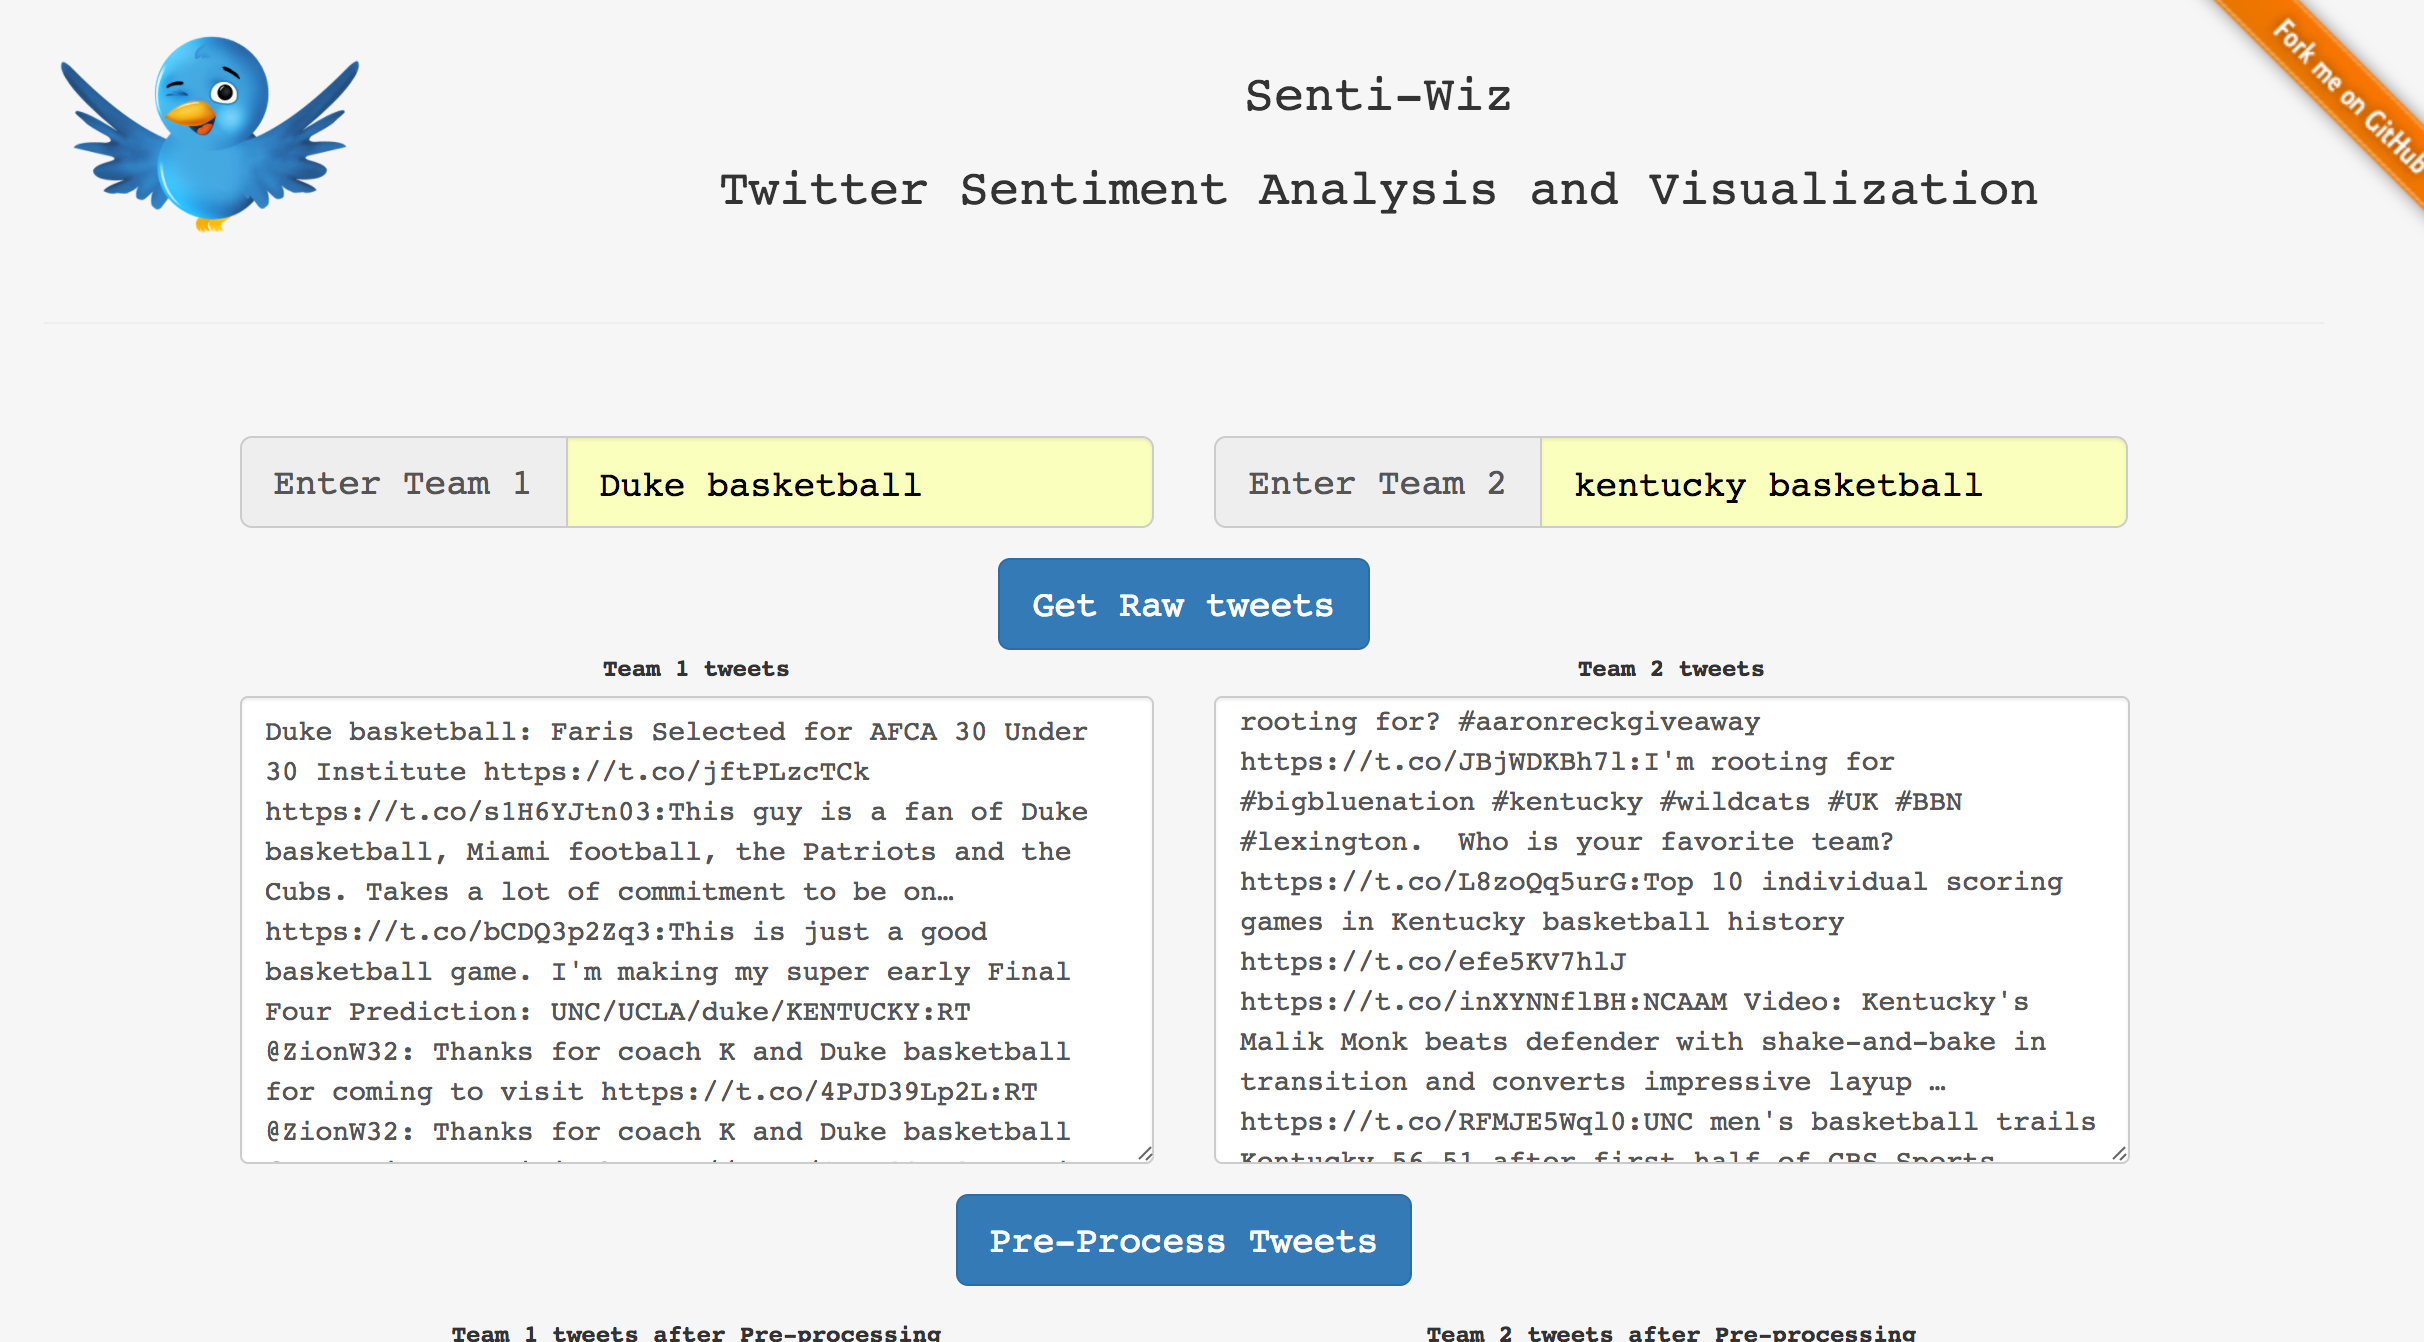 Fork me on GitHub
Senti-Wiz
Twitter Sentiment Analysis and Visualization
Enter Team 1
Duke basketball
Enter Team 2
kentucky basketball
Get Raw tweets
Team 1 tweets
Duke basketball: Faris Selected for AFCA 30 Under
30 Institute https://t.co/jftPLzcTCk
https://t.co/s1H6YJtn03:This guy is a fan of Duke
basketball, Miami football, the Patriots and the
Cubs. Takes a lot of commitment to be on…
https://t.co/bCDQ3p2Zq3:This is just a good
basketball game. I'm making my super early Final
Four Prediction: UNC/UCLA/duke/KENTUCKY:RT
@ZionW32: Thanks for coach K and Duke basketball
for coming to visit https://t.co/4PJD39Lp2L:RT
@ZionW32: Thanks for coach K and Duke basketball
Team 2 tweets
rooting for? #aaronreckgiveaway
https://t.co/JBjWDKBh7l:I'm rooting for
#bigbluenation #kentucky #wildcats #UK #BBN
#lexington.  Who is your favorite team?
https://t.co/L8zoQq5urG:Top 10 individual scoring
games in Kentucky basketball history
https://t.co/efe5KV7hlJ
https://t.co/inXYNNflBH:NCAAM Video: Kentucky's
Malik Monk beats defender with shake-and-bake in
transition and converts impressive layup …
https://t.co/RFMJE5Wql0:UNC men's basketball trails
Kentucky 56-51 after first half of CBS Sports
Pre-Process Tweets
Team 1 tweets after Pre-processing
Team 2 tweets after Pre-processing